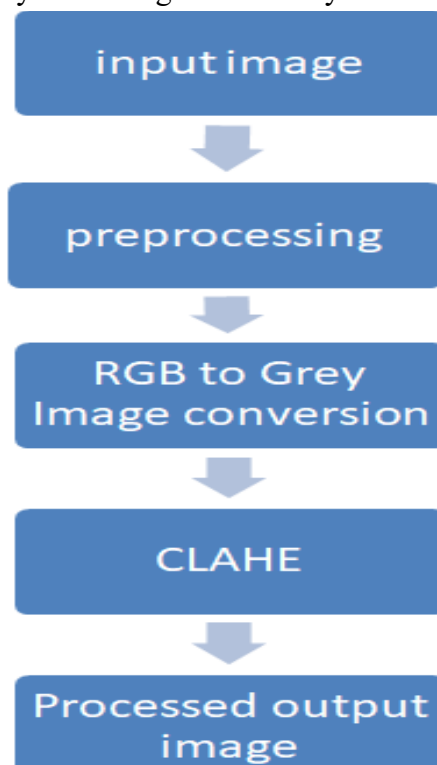 input image
preprocessing
RGB to Grey
Image conversion
CLAHE
Processed output
image